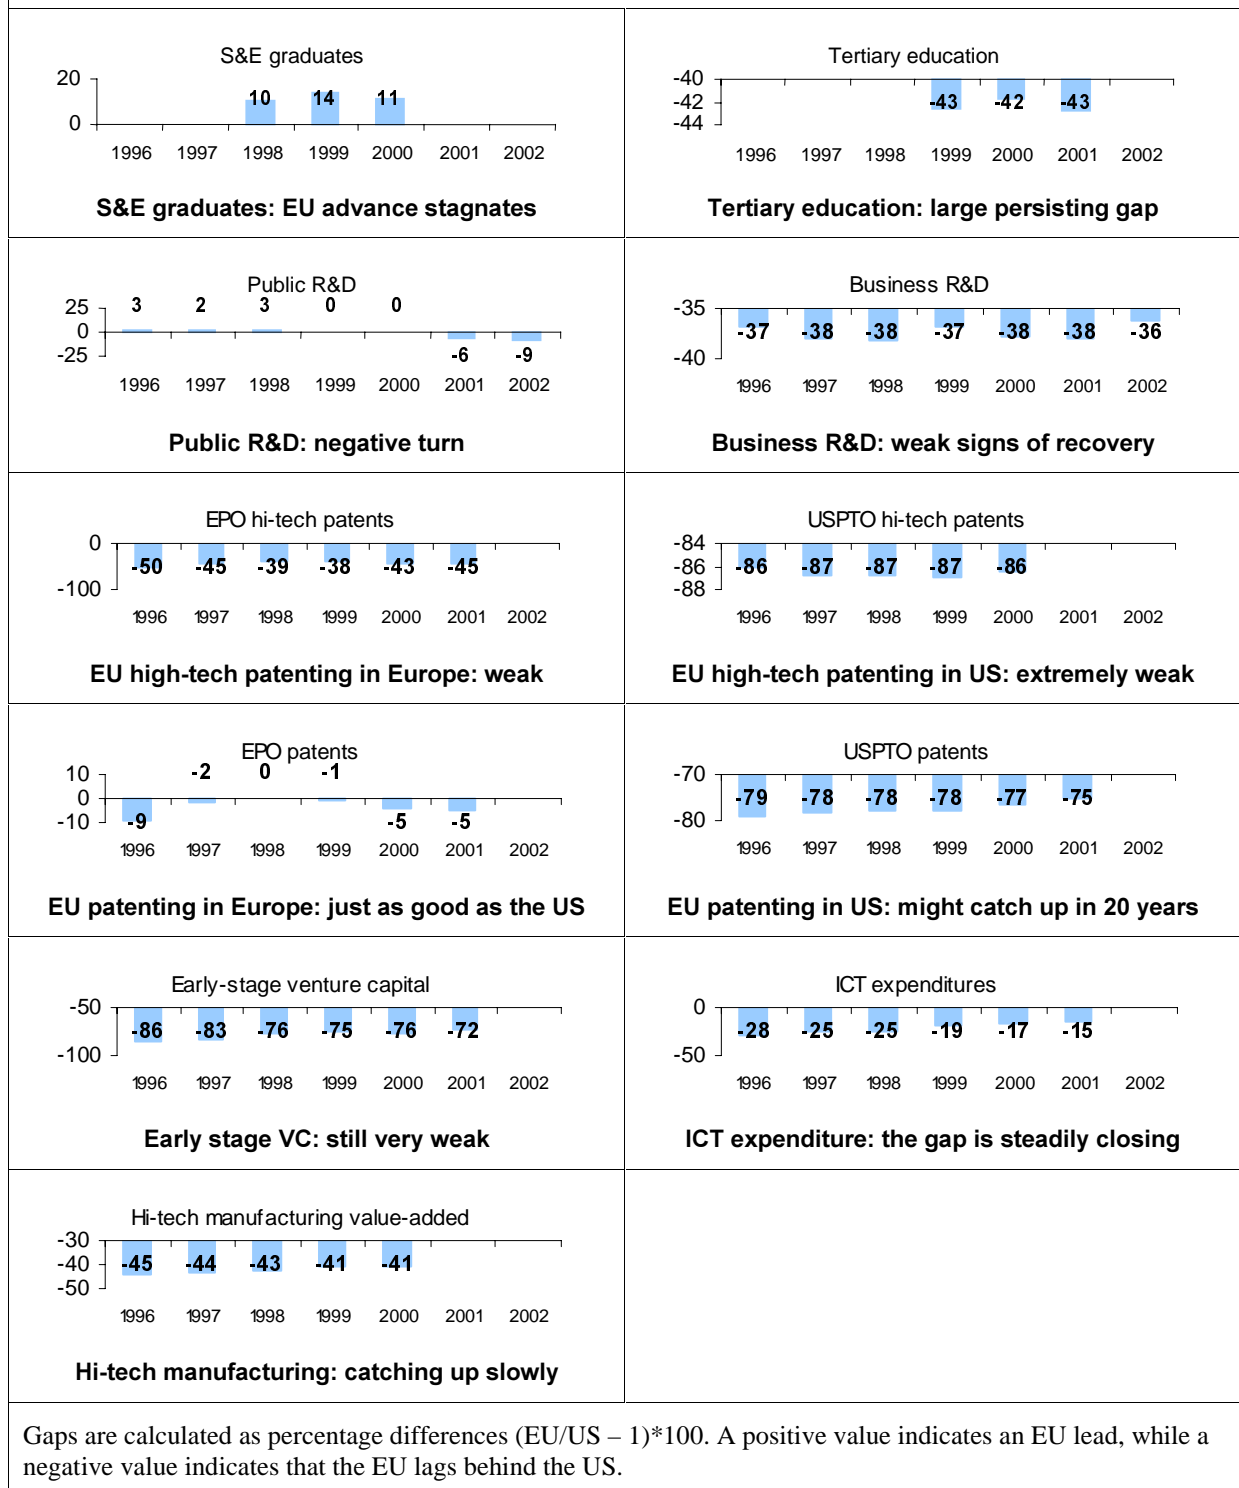 S&E graduates
20
0
10 14 11
1996 1997 1998 1999 2000 2001 2002
S&E graduates: EU advance stagnates
Tertiary education
-40
-42
-44
-43 -42 -43
1996 1997 1998 1999 2000 2001 2002
Tertiary education: large persisting gap
Public R&D
25
0
-25
3 2 3 0 0
-6 -9
1996 1997 1998 1999 2000 2001 2002
Public R&D: negative turn
Business R&D
-35
-40
-37 -38 -38 -37 -38 -38 -36
1996 1997 1998 1999 2000 2001 2002
Business R&D: weak signs of recovery
EPO hi-tech patents
0
-100
-50 -45 -39 -38 -43 -45
1996 1997 1998 1999 2000 2001 2002
EU high-tech patenting in Europe: weak
USPTO hi-tech patents
-84
-86
-88
-86 -87 -87 -87 -86
1996 1997 1998 1999 2000 2001 2002
EU high-tech patenting in US: extremely weak
EPO patents
10
0
-10
-2 0 -1
-9 -5 -5
1996 1997 1998 1999 2000 2001 2002
EU patenting in Europe: just as good as the US
USPTO patents
-70
-80
-79 -78 -78 -78 -77 -75
1996 1997 1998 1999 2000 2001 2002
EU patenting in US: might catch up in 20 years
Early-stage venture capital
-50
-100
-86 -83 -76 -75 -76 -72
1996 1997 1998 1999 2000 2001 2002
Early stage VC: still very weak
ICT expenditures
0
-50
-28 -25 -25 -19 -17 -15
1996 1997 1998 1999 2000 2001 2002
ICT expenditure: the gap is steadily closing
Hi-tech manufacturing value-added
-30
-40
-50
-45 -44 -43 -41 -41
1996 1997 1998 1999 2000 2001 2002
Hi-tech manufacturing: catching up slowly
Gaps are calculated as percentage differences (EU/US – 1)*100. A positive value indicates an EU lead, while a
negative value indicates that the EU lags behind the US.